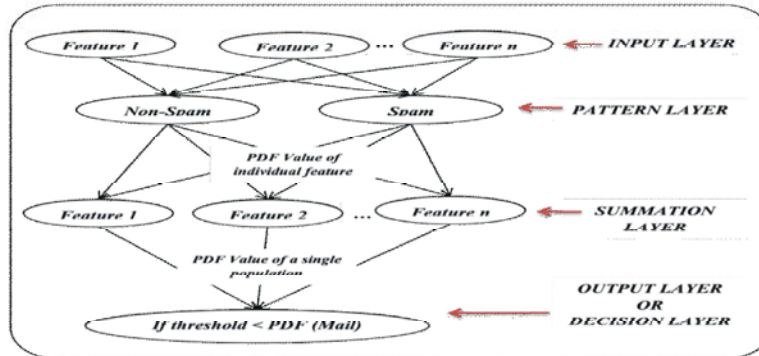 Feature 1
Feature 2
...
Feature n
INPUT LAYER
Non-Spam
Spam
PATTERN LAYER
PDF Value of
individual feature
Feature 1
Feature 2
...
Feature n
SUMMATION
LAYER
PDF Value of a single
population
If threshold < PDF (Mail)
OUTPUT LAYER
OR
DECISION LAYER